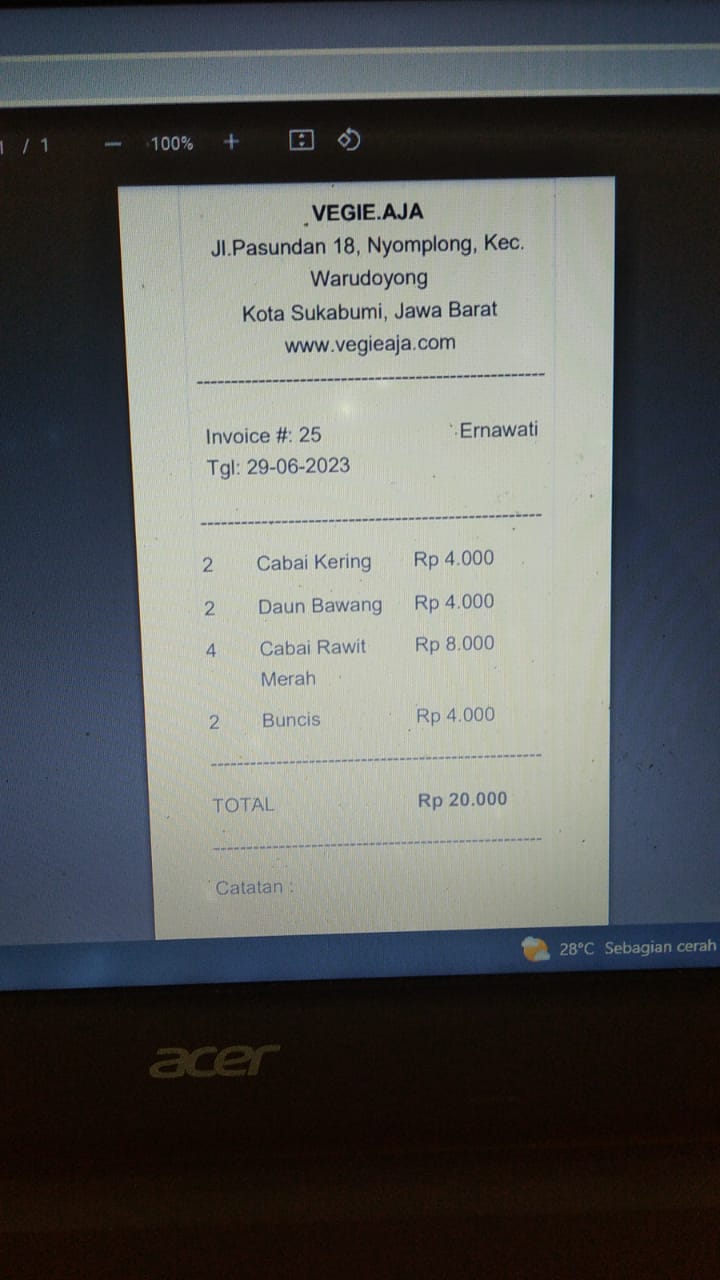 1 / 1 100%
VEGIE.AJA
Jl.Pasundan 18, Nyomplong, Kec.
Warudoyong
Kota Sukabumi, Jawa Barat
www.vegieaja.com
Invoice #: 25 Ernawati
Tgl: 29-06-2023
2 Cabai Kering Rp 4.000
2 Daun Bawang Rp 4.000
4 Cabai Rawit Rp 8.000
Merah
2 Buncis Rp 4.000
TOTAL Rp 20.000
Catatan :
28°C Sebagian cerah
acer